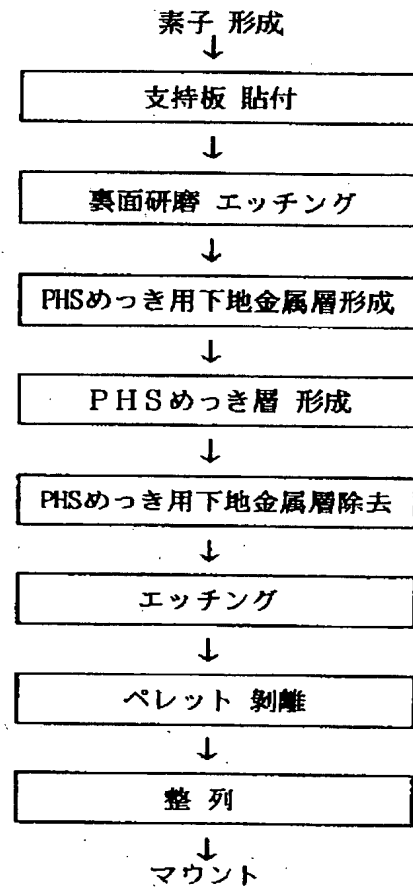 素子 形成
↓
支持板 貼付
↓
裏面研磨 エッチング
↓
PHSめっき用下地金属層形成
↓
PHSめっき層 形成
↓
PHSめっき用下地金属層除去
↓
エッチング
↓
ペレット 剝離
↓
整 列
↓
マウント